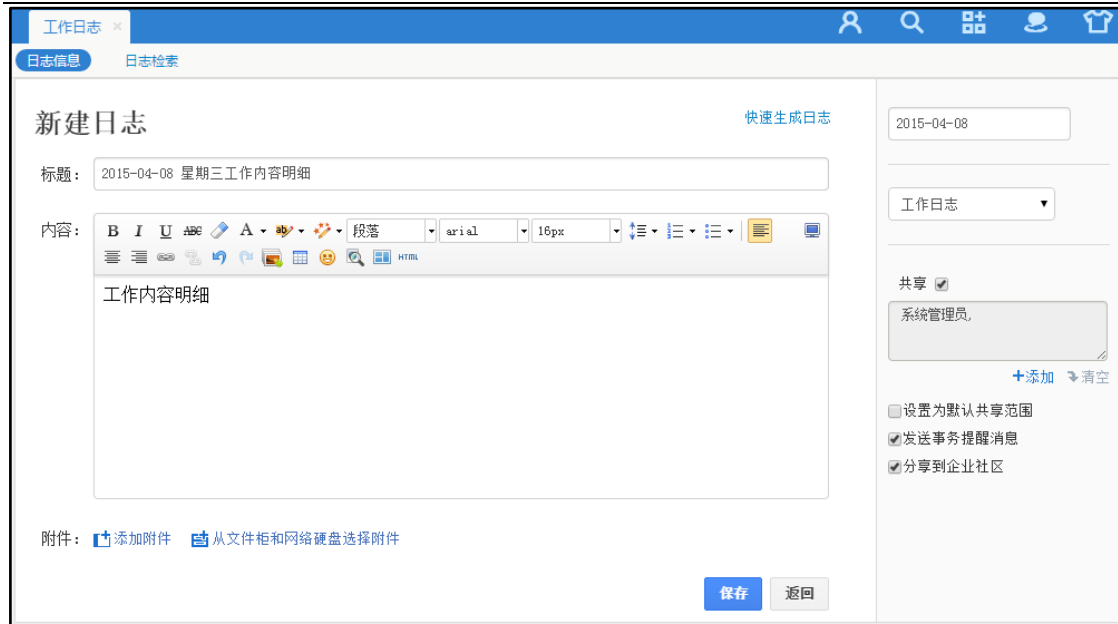 工作日志 ×
日志信息 日志检索
新建日志
快速生成日志
标题： 2015-04-08 星期三工作内容明细
内容： B I U ABC A ab 段落 arial 16px
HTML
工作内容明细
附件： 添加附件 从文件柜和网络硬盘选择附件
保存 返回
2015-04-08
工作日志
共享
系统管理员,
+添加 清空
设置为默认共享范围
发送事务提醒消息
分享到企业社区